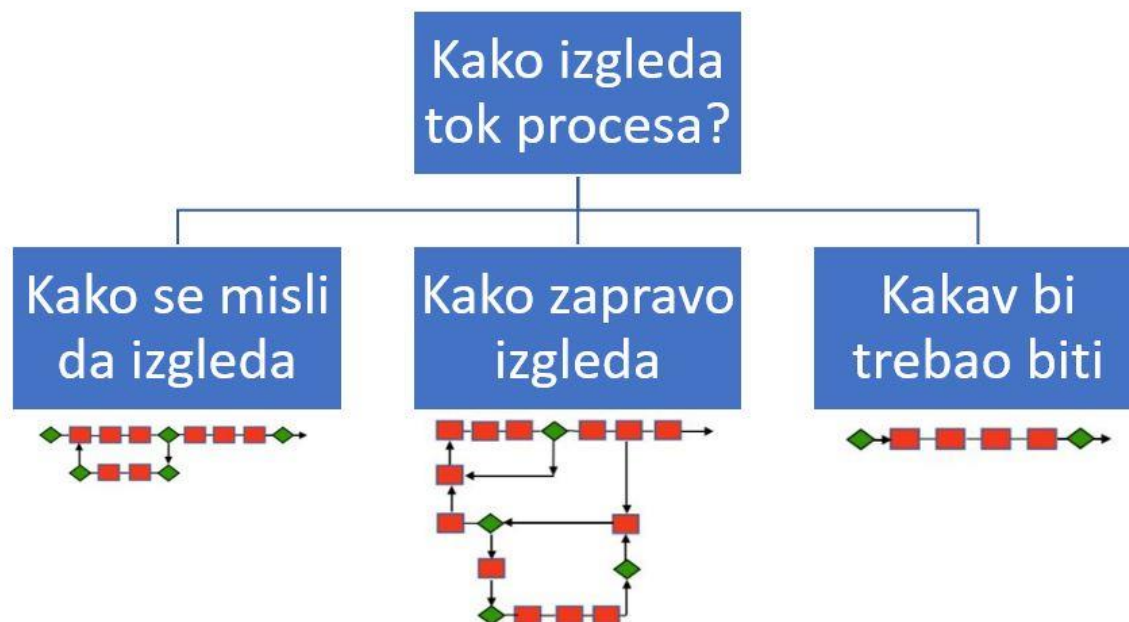 Kako izgleda
tok procesa?
Kako se misli
da izgleda
Kako zapravo
izgleda
Kakav bi
trebao biti